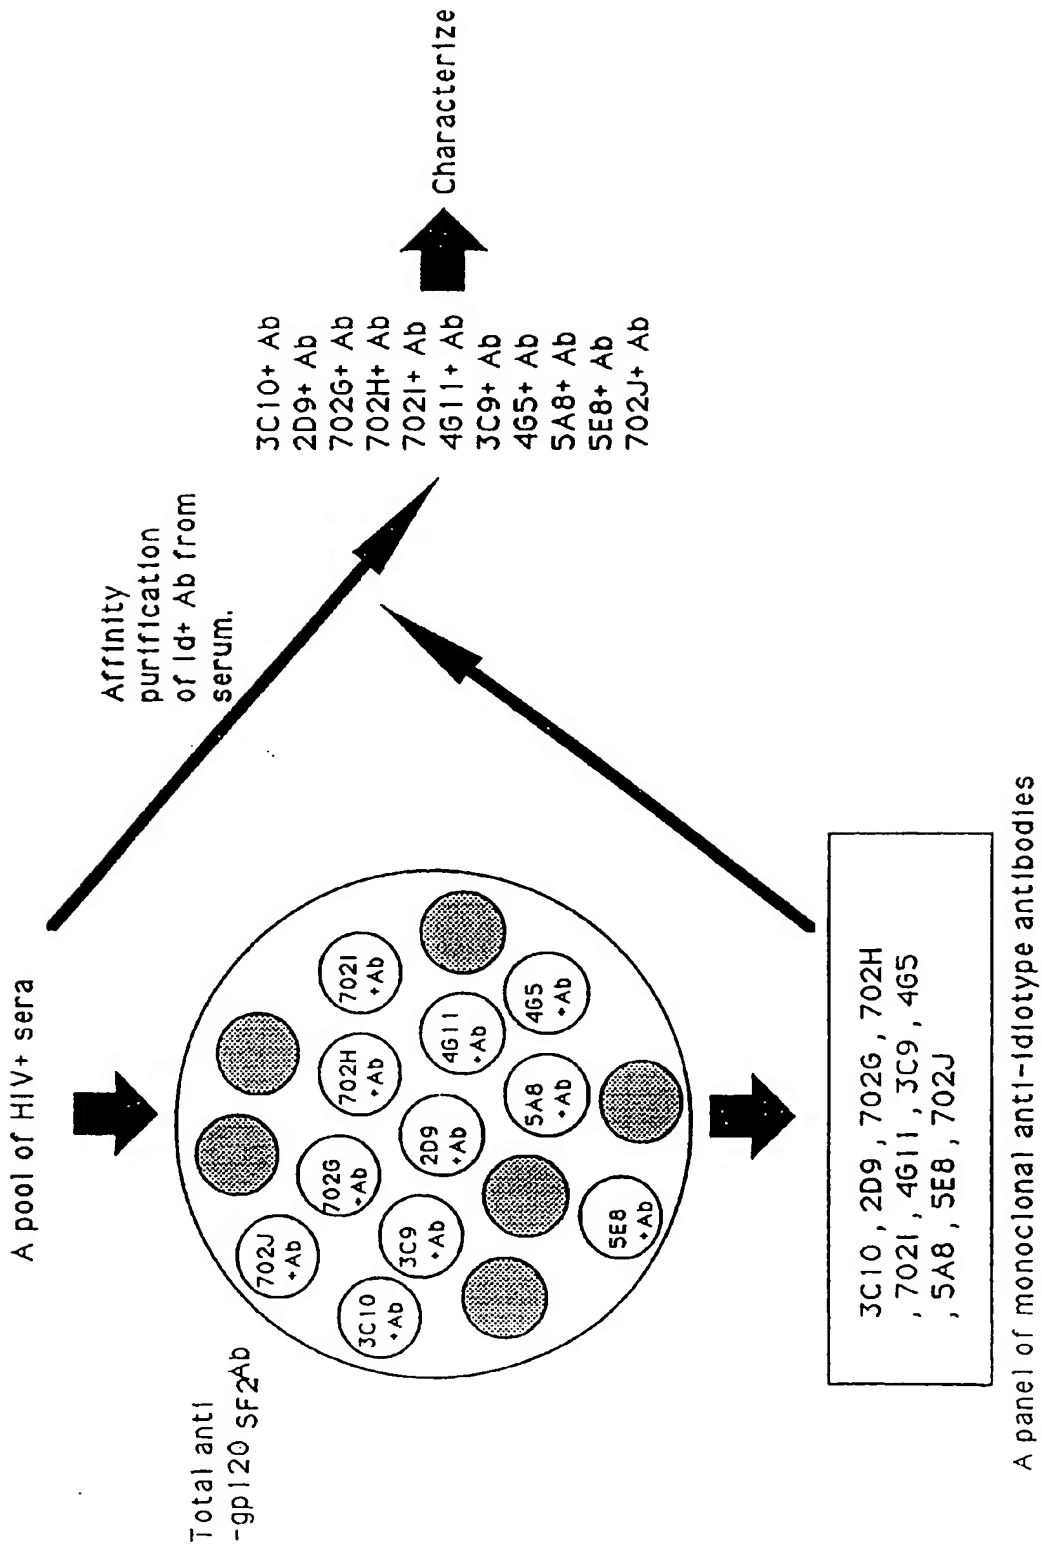 A pool of HIV+ sera
Total anti
-gp120 SF2Ab
702J
+Ab
3C10
+Ab
702G
+Ab
3C9
+Ab
702H
+Ab
2D9
+Ab
702I
+Ab
4G11
+Ab
5A8
+Ab
4G5
+Ab
5E8
+Ab
3C10, 2D9, 702G, 702H
, 702I, 4G11, 3C9, 4G5
, 5A8, 5E8, 702J
A panel of monoclonal anti-idiotype antibodies
Affinity
purification
of Id+ Ab from
serum.
3C10+ Ab
2D9+ Ab
702G+ Ab
702H+ Ab
702I+ Ab
4G11+ Ab
3C9+ Ab
4G5+ Ab
5A8+ Ab
5E8+ Ab
702J+ Ab
Characterize